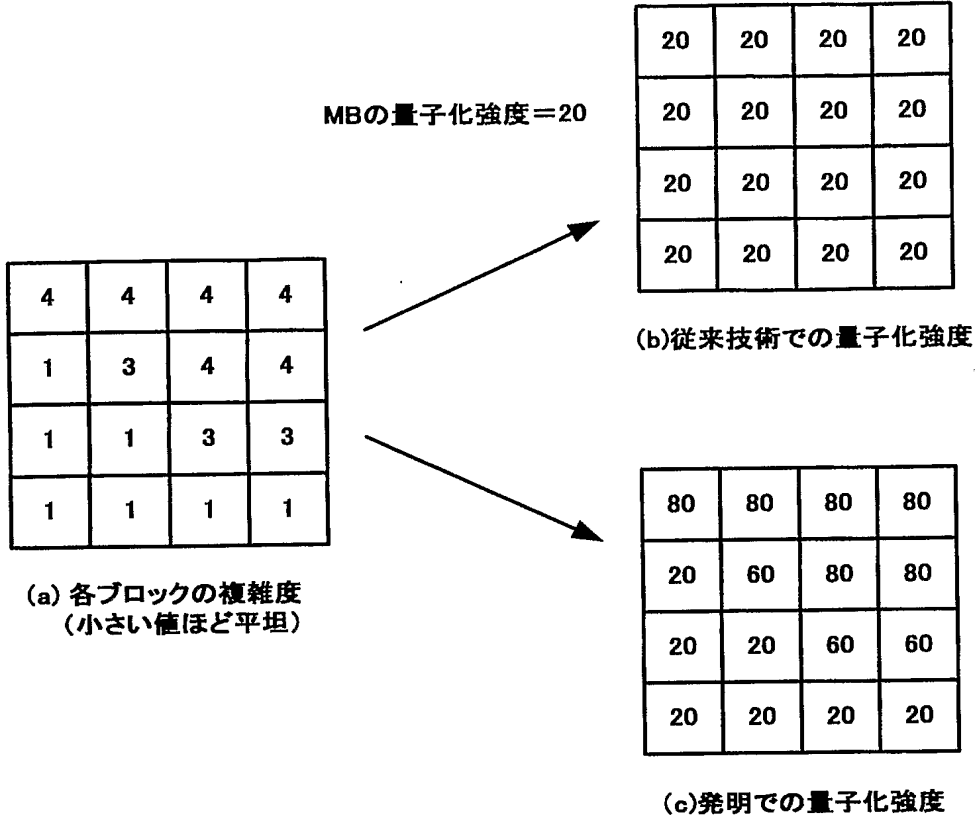 MBの量子化強度＝20
20 20 20 20
20 20 20 20
20 20 20 20
20 20 20 20
(b)従来技術での量子化強度
4 4 4 4
1 3 4 4
1 1 3 3
1 1 1 1
(a) 各ブロックの複雑度
(小さい値ほど平坦)
80 80 80 80
20 60 80 80
20 20 60 60
20 20 20 20
(c)発明での量子化強度